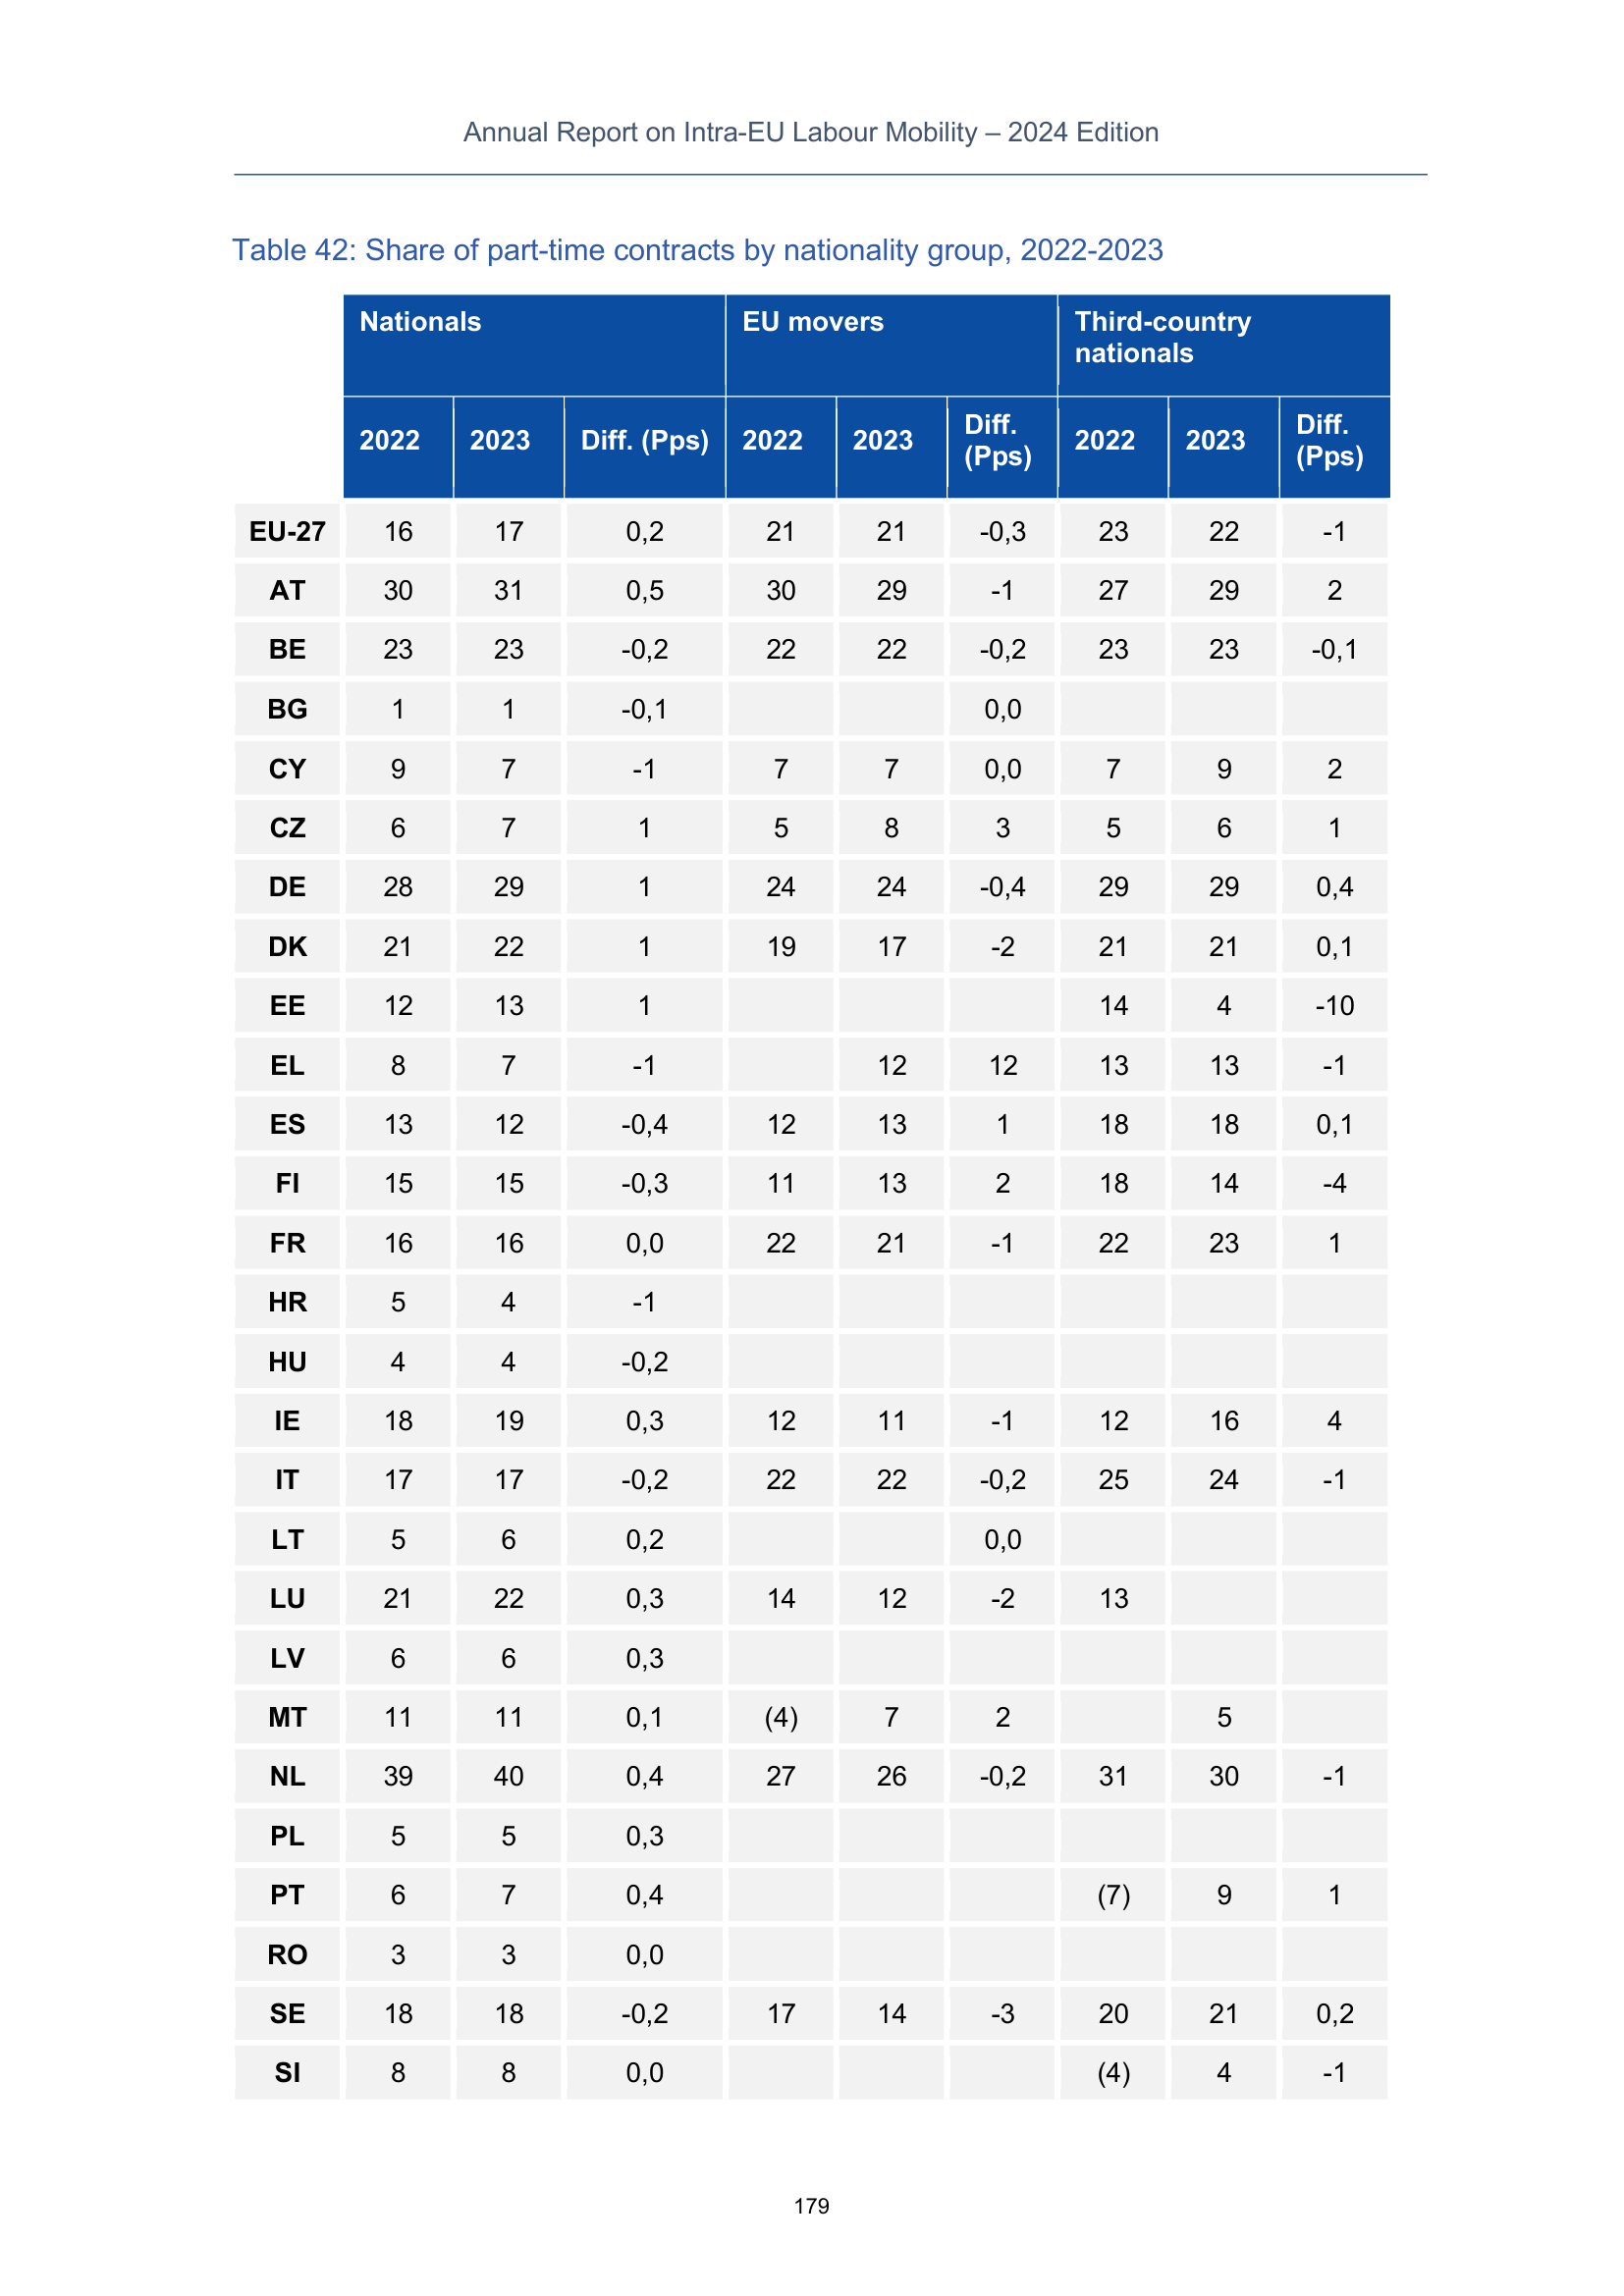 Annual Report on Intra-EU Labour Mobility – 2024 Edition
Table 42: Share of part-time contracts by nationality group, 2022-2023
Nationals EU movers Third-country nationals
2022 2023 Diff. (Pps) 2022 2023 Diff. (Pps) 2022 2023 Diff. (Pps)
EU-27 16 17 0,2 21 21 -0,3 23 22 -1
AT 30 31 0,5 30 29 -1 27 29 2
BE 23 23 -0,2 22 22 -0,2 23 23 -0,1
BG 1 1 -0,1 0,0
CY 9 7 -1 7 7 0,0 7 9 2
CZ 6 7 1 5 8 3 5 6 1
DE 28 29 1 24 24 -0,4 29 29 0,4
DK 21 22 1 19 17 -2 21 21 0,1
EE 12 13 1 14 4 -10
EL 8 7 -1 12 12 13 13 -1
ES 13 12 -0,4 12 13 1 18 18 0,1
FI 15 15 -0,3 11 13 2 18 14 -4
FR 16 16 0,0 22 21 -1 22 23 1
HR 5 4 -1
HU 4 4 -0,2
IE 18 19 0,3 12 11 -1 12 16 4
IT 17 17 -0,2 22 22 -0,2 25 24 -1
LT 5 6 0,2 0,0
LU 21 22 0,3 14 12 -2 13
LV 6 6 0,3
MT 11 11 0,1 (4) 7 2 5
NL 39 40 0,4 27 26 -0,2 31 30 -1
PL 5 5 0,3
PT 6 7 0,4 (7) 9 1
RO 3 3 0,0
SE 18 18 -0,2 17 14 -3 20 21 0,2
SI 8 8 0,0 (4) 4 -1
179